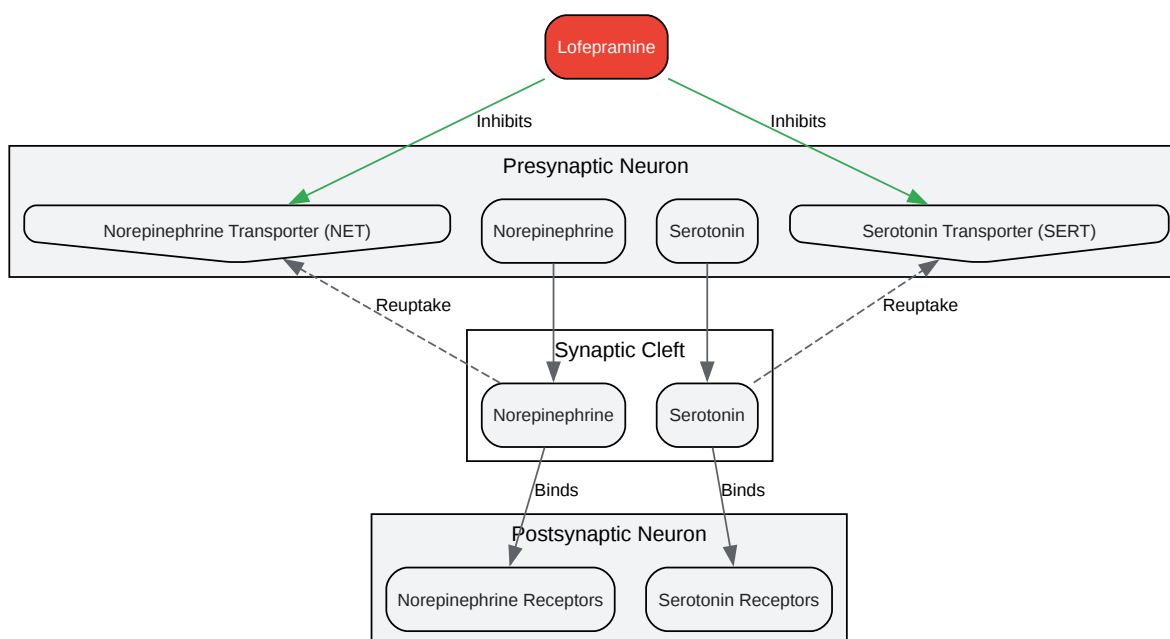 Lofepramine
Inhibits
Inhibits
Presynaptic Neuron
Norepinephrine Transporter (NET)
Norepinephrine
Serotonin
Serotonin Transporter (SERT)
Reuptake
Reuptake
Synaptic Cleft
Norepinephrine
Serotonin
Binds
Binds
Postsynaptic Neuron
Norepinephrine Receptors
Serotonin Receptors